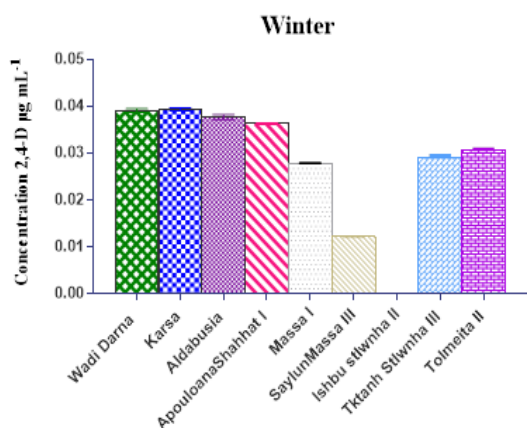 Winter
Concentration 2,4-D µg mL⁻¹
0.05
0.04
0.03
0.02
0.01
0.00
Wadi Darna
Karsa
Aldabusia
ApouloanaShahhat I
Massa I
SaylunMassa III
Ishbu stlwnha II
Tktanh Stlwnha III
Tolmeita II